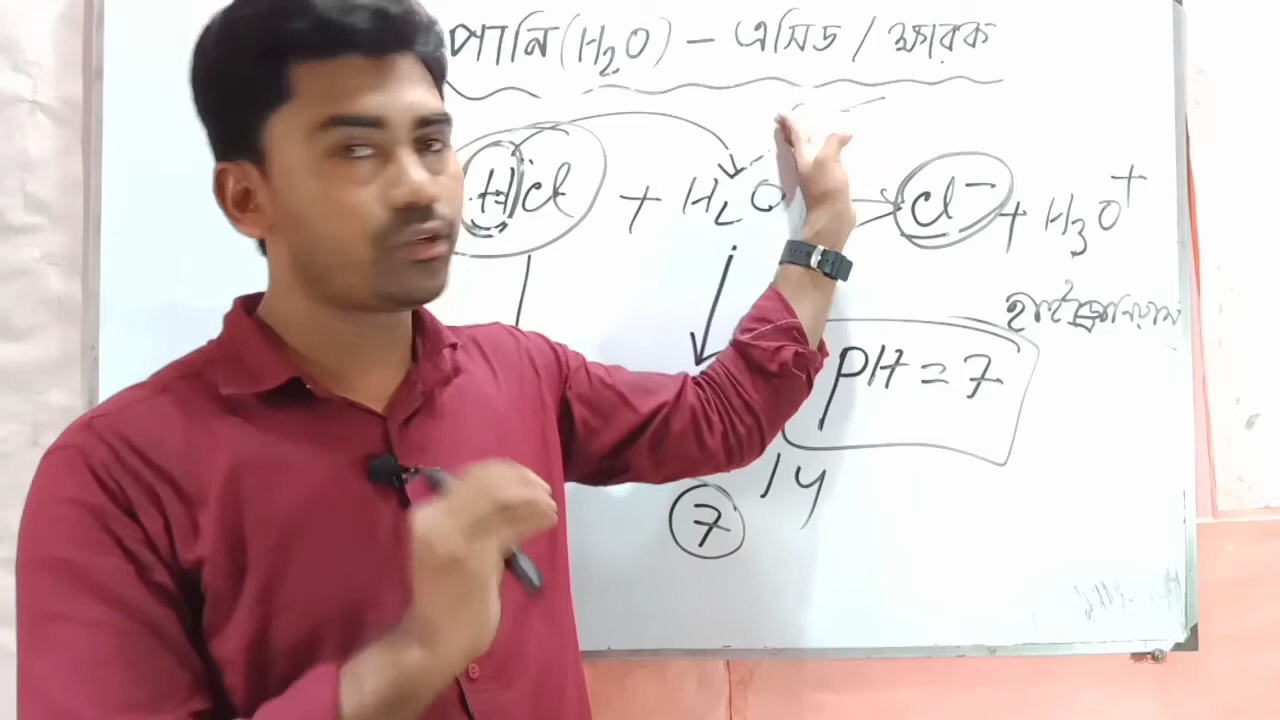 পানি (H₂O) – এসিড / ক্ষারক
HCl + H₂O → Cl⁻ + H₃O⁺
pH = 7
14
7